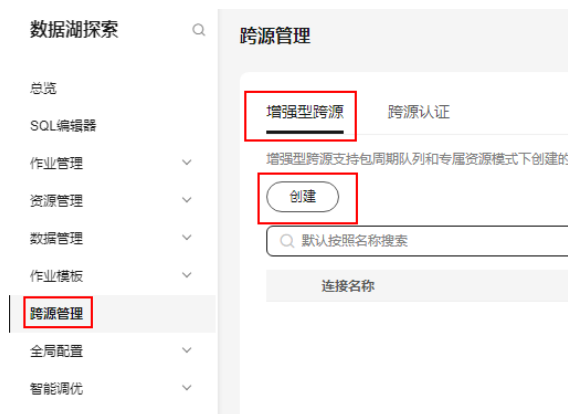 数据湖探索
总览
SQL编辑器
作业管理
资源管理
数据管理
作业模板
跨源管理
全局配置
智能调优
跨源管理
增强型跨源 跨源认证
增强型跨源支持包周期队列和专属资源模式下创建的
创建
默认按照名称搜索
连接名称